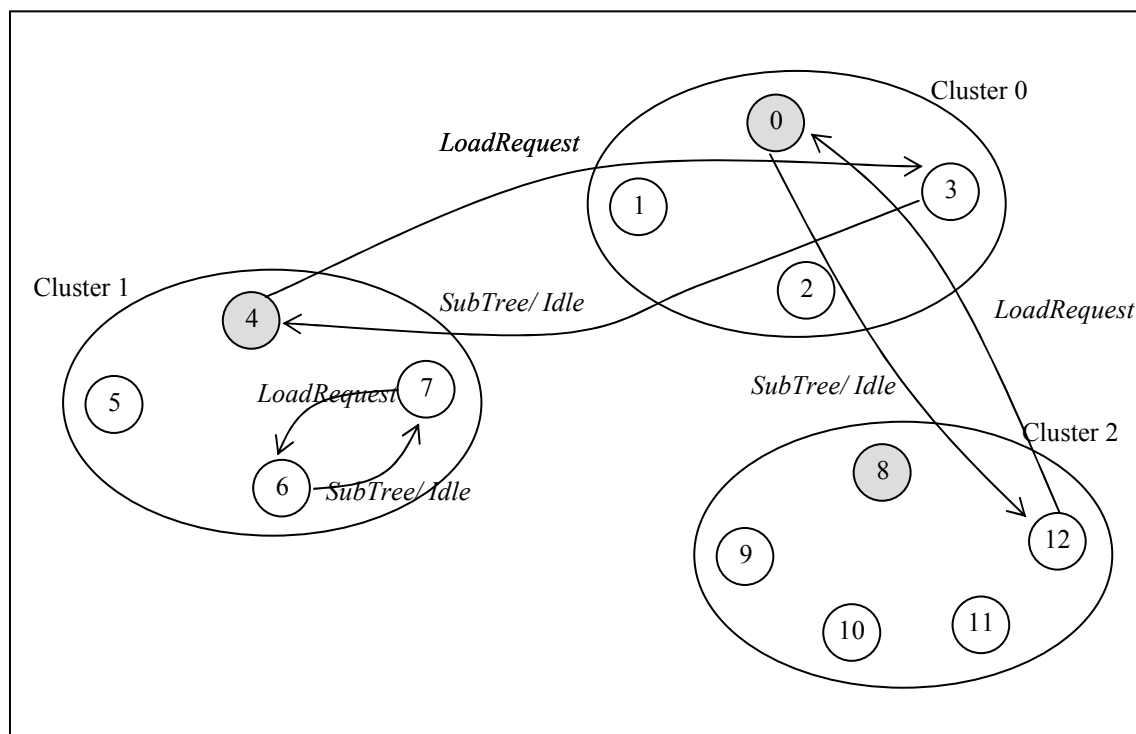 Cluster 0
0
LoadRequest
3
1
Cluster 1
2
SubTree/ Idle
4
LoadRequest
7
SubTree/ Idle
LoadRequest
5
Cluster 2
8
6
SubTree/ Idle
12
9
11
10